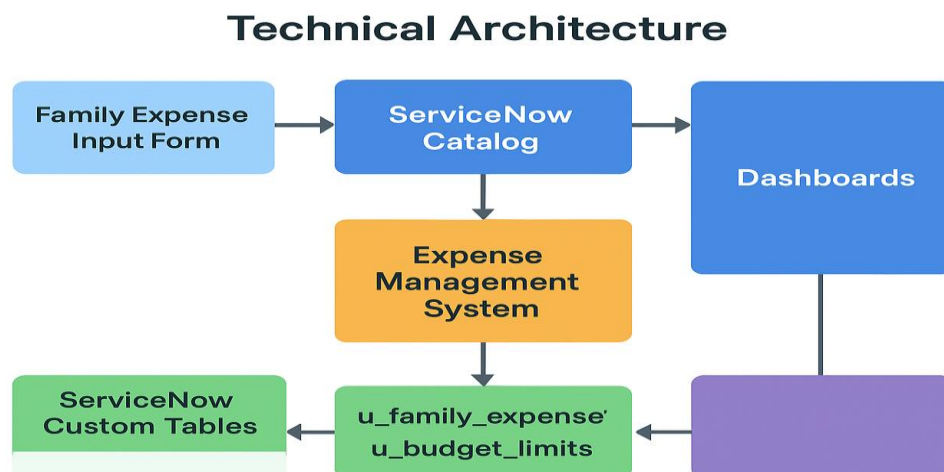 Technical Architecture
Family Expense
Input Form
ServiceNow
Catalog
Dashboards
Expense
Management
System
ServiceNow
Custom Tables
u_family_expense'
u_budget_limits